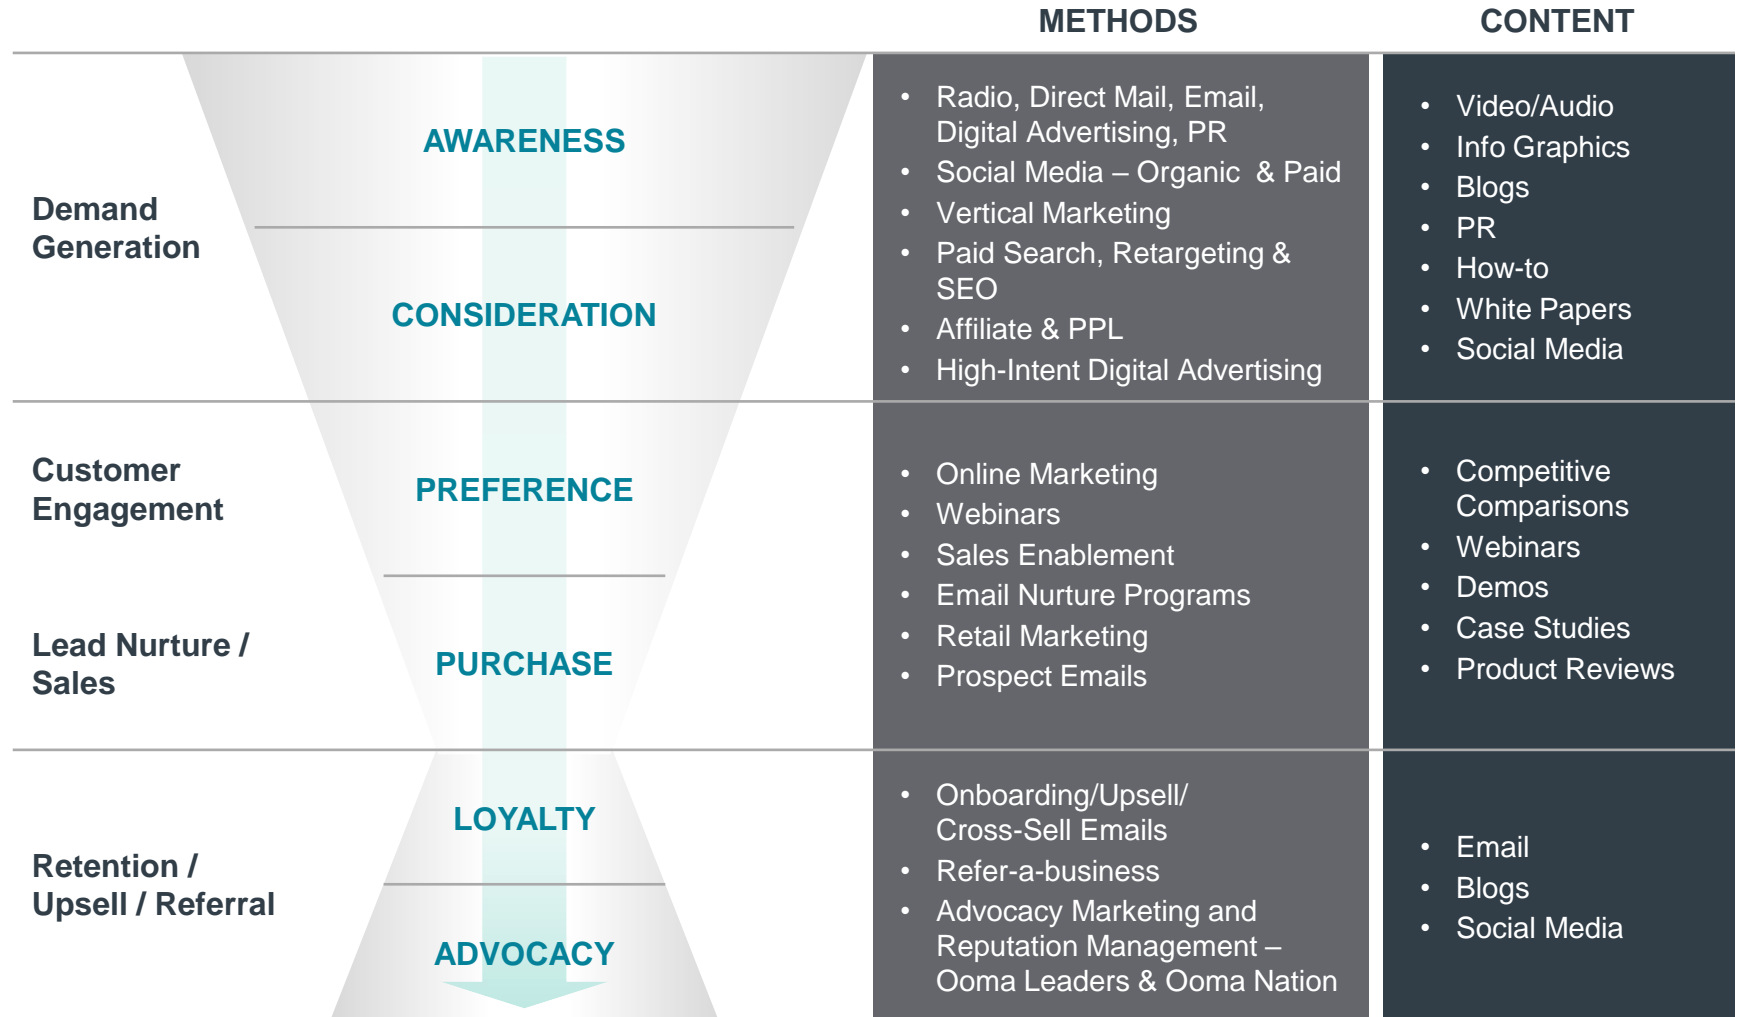 METHODS
CONTENT
Demand
Generation
AWARENESS
CONSIDERATION
• Radio, Direct Mail, Email,
Digital Advertising, PR
• Social Media – Organic & Paid
• Vertical Marketing
• Paid Search, Retargeting &
SEO
• Affiliate & PPL
• High-Intent Digital Advertising
• Video/Audio
• Info Graphics
• Blogs
• PR
• How-to
• White Papers
• Social Media
Customer
Engagement
PREFERENCE
Lead Nurture /
Sales
PURCHASE
• Online Marketing
• Webinars
• Sales Enablement
• Email Nurture Programs
• Retail Marketing
• Prospect Emails
• Competitive
Comparisons
• Webinars
• Demos
• Case Studies
• Product Reviews
Retention /
Upsell / Referral
LOYALTY
ADVOCACY
• Onboarding/Upsell/
Cross-Sell Emails
• Refer-a-business
• Advocacy Marketing and
Reputation Management –
Ooma Leaders & Ooma Nation
• Email
• Blogs
• Social Media